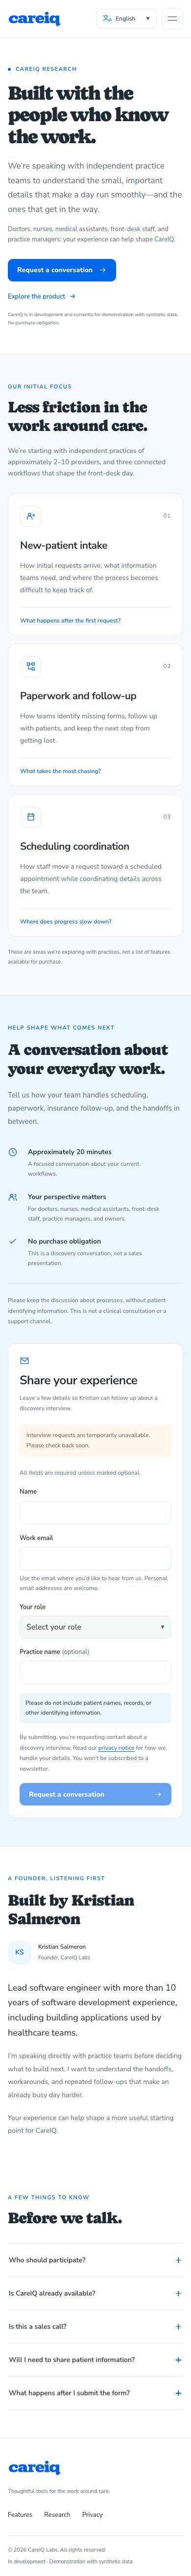 careiq
English
CAREIQ RESEARCH
Built with the
people who know
the work.
We're speaking with independent practice
teams to understand the small, important
details that make a day run smoothly—and the
ones that get in the way.
Doctors, nurses, medical assistants, front-desk staff, and
practice managers: your experience can help shape CareIQ.
Request a conversation →
Explore the product →
CareIQ is in development and currently for demonstration with synthetic data.
No purchase obligation.
OUR INITIAL FOCUS
Less friction in the
work around care.
We're starting with independent practices of
approximately 2–10 providers, and three connected
workflows that shape the front-desk day.
01
New-patient intake
How initial requests arrive, what information
teams need, and where the process becomes
difficult to keep track of.
What happens after the first request?
02
Paperwork and follow-up
How teams identify missing forms, follow up
with patients, and keep the next step from
getting lost.
What takes the most chasing?
03
Scheduling coordination
How staff move a request toward a scheduled
appointment while coordinating details across
the team.
Where does progress slow down?
These are areas we're exploring with practices, not a list of features
available for purchase.
HELP SHAPE WHAT COMES NEXT
A conversation about
your everyday work.
Tell us how your team handles scheduling,
paperwork, insurance follow-up, and the handoffs in
between.
Approximately 20 minutes
A focused conversation about your current
workflows.
Your perspective matters
For doctors, nurses, medical assistants, front-desk
staff, practice managers, and owners.
No purchase obligation
This is a discovery conversation, not a sales
presentation.
Please keep the discussion about processes, without patient-
identifying information. This is not a clinical consultation or a
support channel.
Share your experience
Leave a few details so Kristian can follow up about a
discovery interview.
Interview requests are temporarily unavailable.
Please check back soon.
All fields are required unless marked optional.
Name
Work email
Use the email where you'd like to hear from us. Personal
email addresses are welcome.
Your role
Select your role
Practice name (optional)
Please do not include patient names, records, or
other identifying information.
By submitting, you're requesting contact about a
discovery interview. Read our privacy notice for how we
handle your details. You won't be subscribed to a
newsletter.
Request a conversation →
A FOUNDER, LISTENING FIRST
Built by Kristian
Salmeron
KS
Kristian Salmeron
Founder, CareIQ Labs
Lead software engineer with more than 10
years of software development experience,
including building applications used by
healthcare teams.
I'm speaking directly with practice teams before deciding
what to build next. I want to understand the handoffs,
workarounds, and repeated follow-ups that make an
already busy day harder.
Your experience can help shape a more useful starting
point for CareIQ.
A FEW THINGS TO KNOW
Before we talk.
Who should participate? +
Is CareIQ already available? +
Is this a sales call? +
Will I need to share patient information? +
What happens after I submit the form? +
careiq
Thoughtful tools for the work around care.
Features Research Privacy
© 2026 CareIQ Labs. All rights reserved.
In development · Demonstration with synthetic data